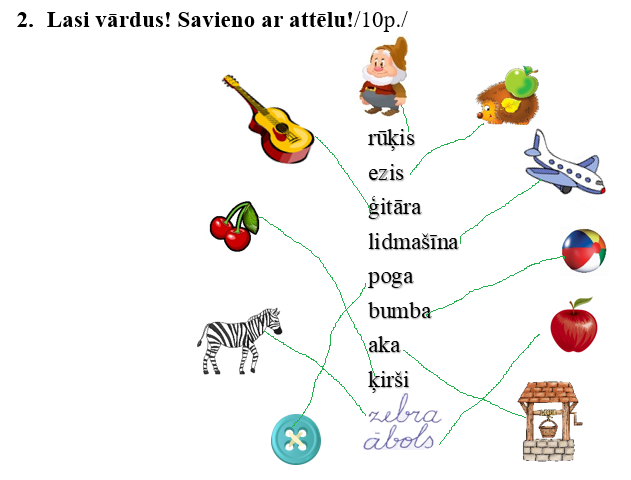 2. Lasi vārdus! Savieno ar attēlu!/10p./
rūķis
ezis
ģitāra
lidmašīna
poga
bumba
aka
ķirši
zebra
ābols